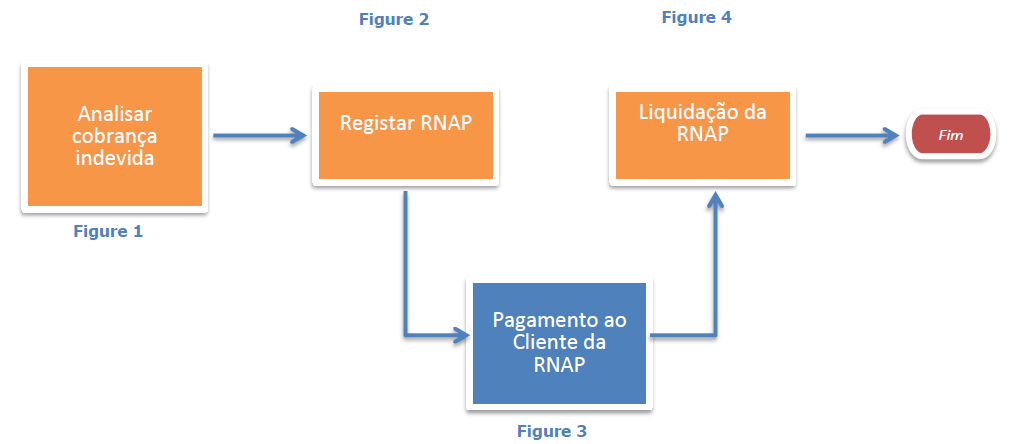 Figure 2
Figure 4
Analisar
cobrança
indevida
Registar RNAP
Liquidação da
RNAP
Fim
Figure 1
Pagamento ao
Cliente da
RNAP
Figure 3